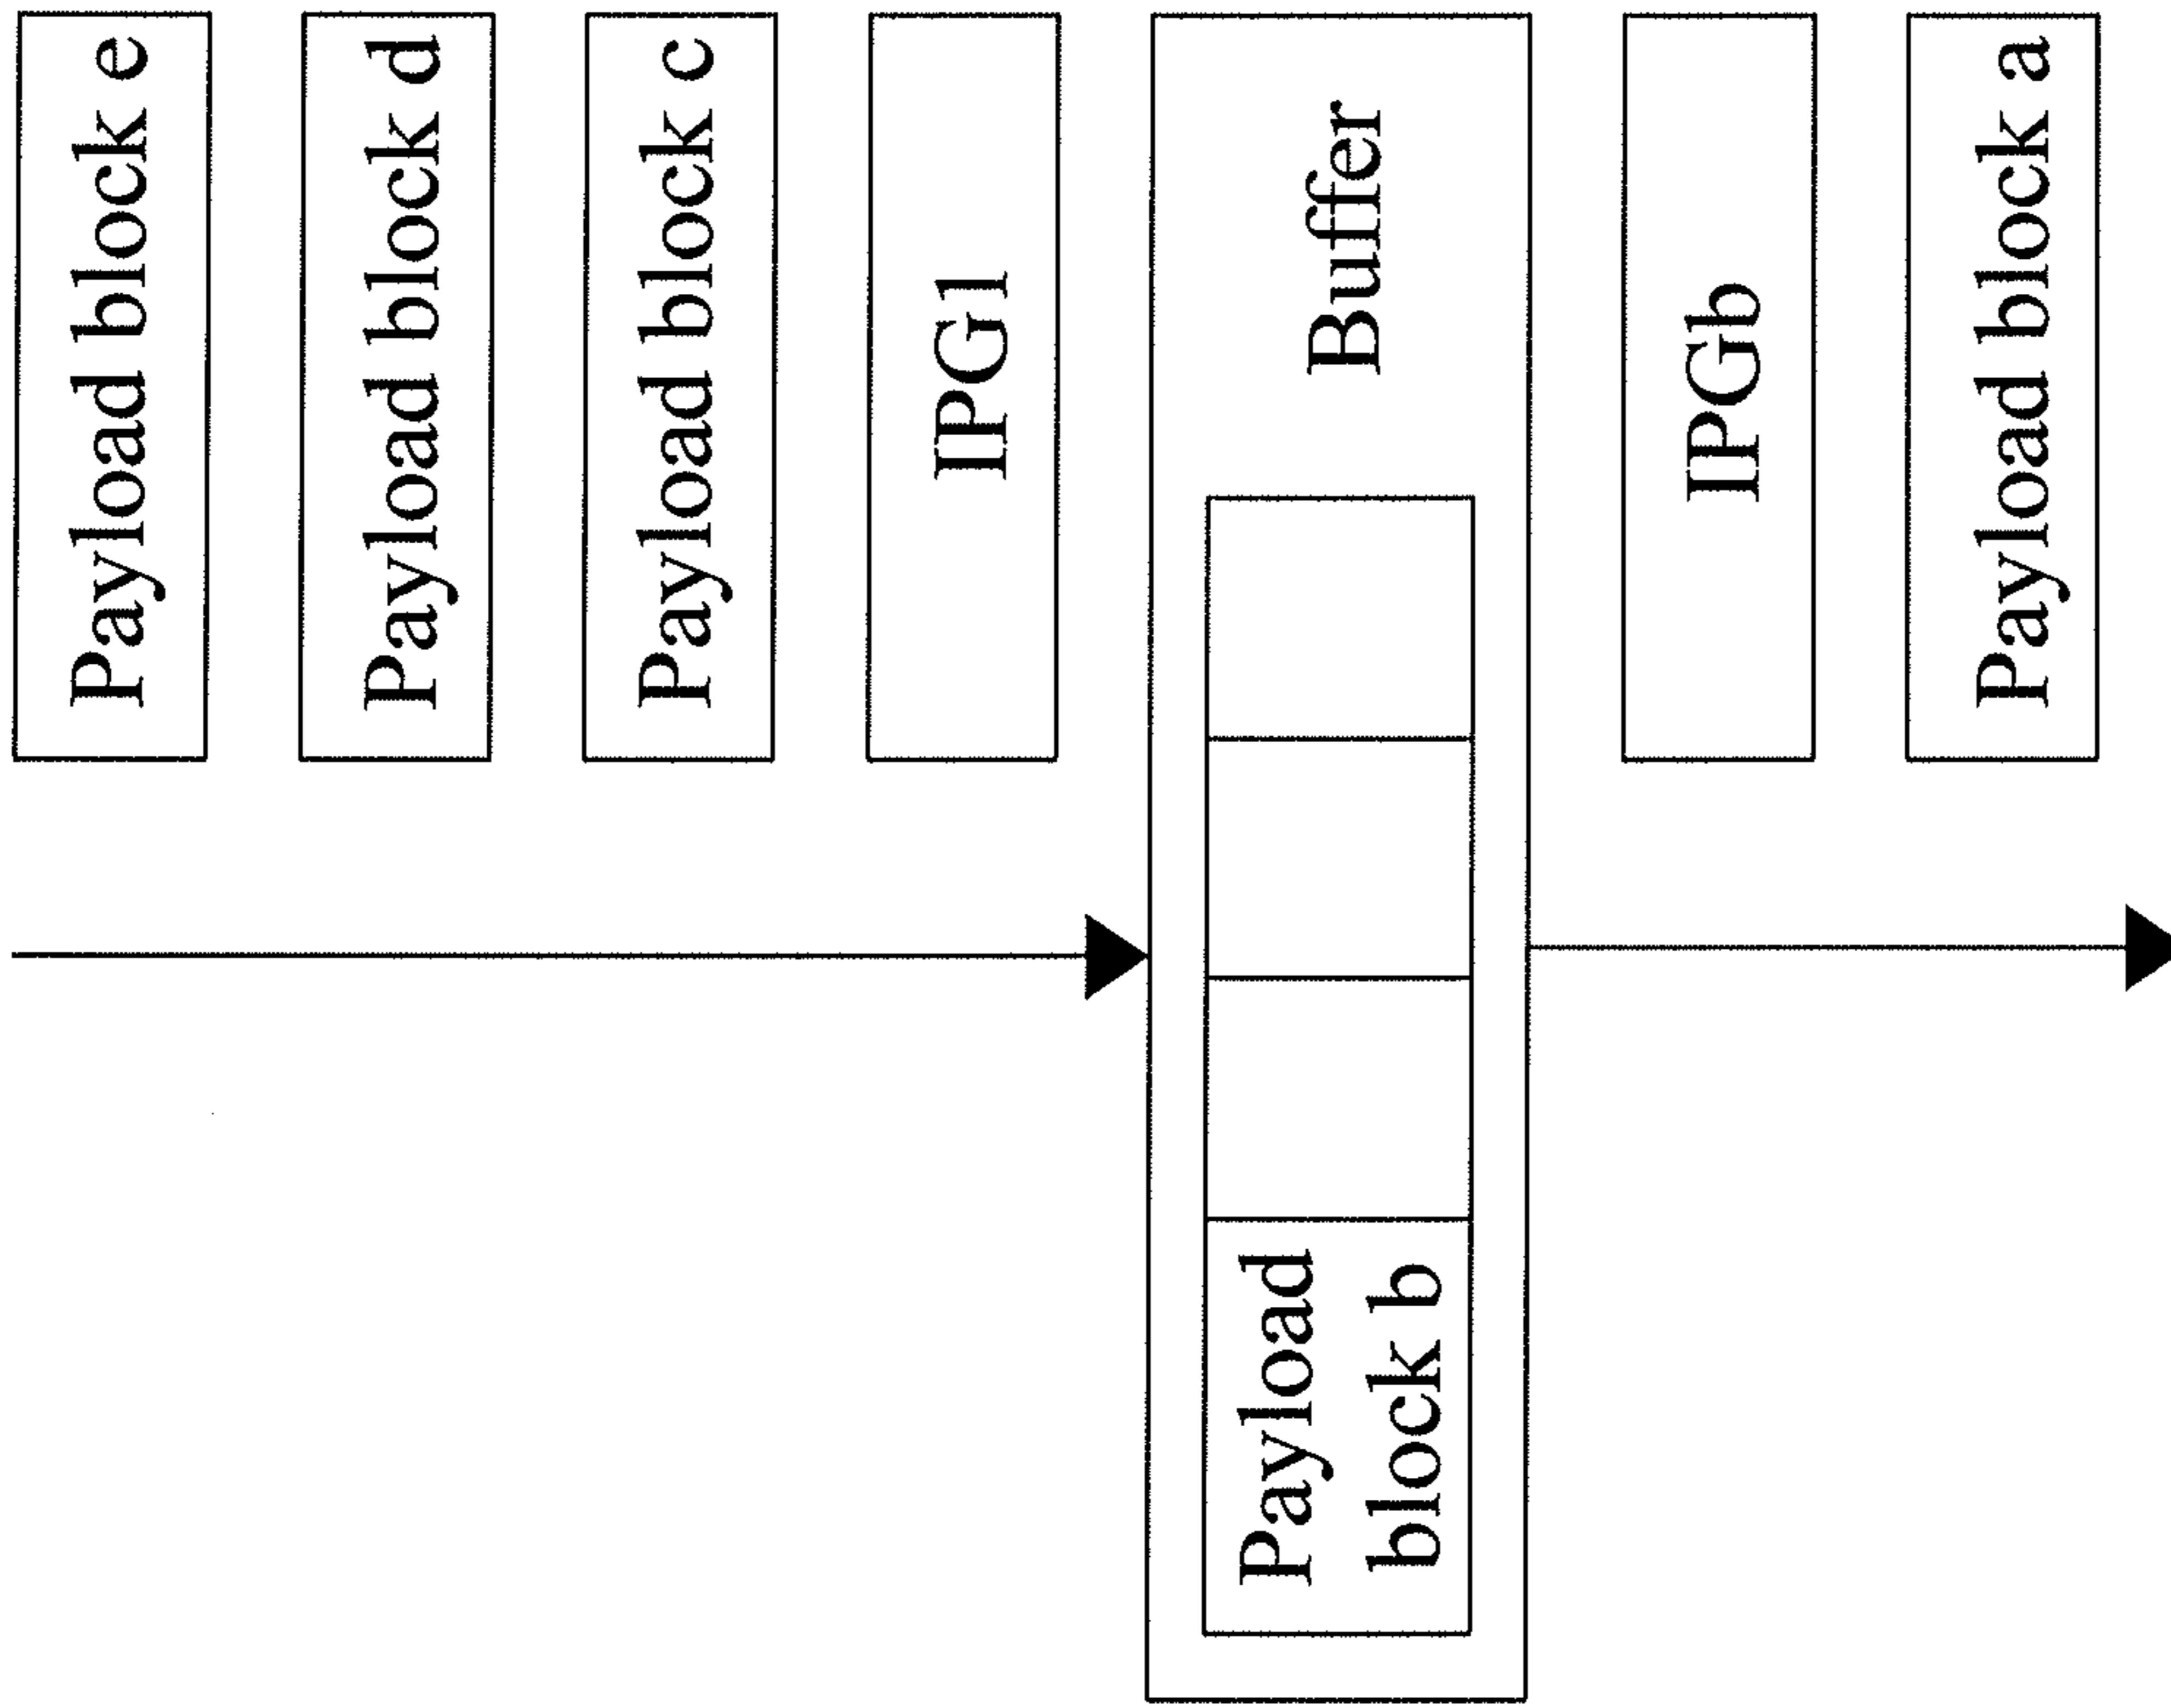 Payload block e
Payload block d
Payload block c
IPG1
Buffer
Payload
block b
IPGb
Payload block a